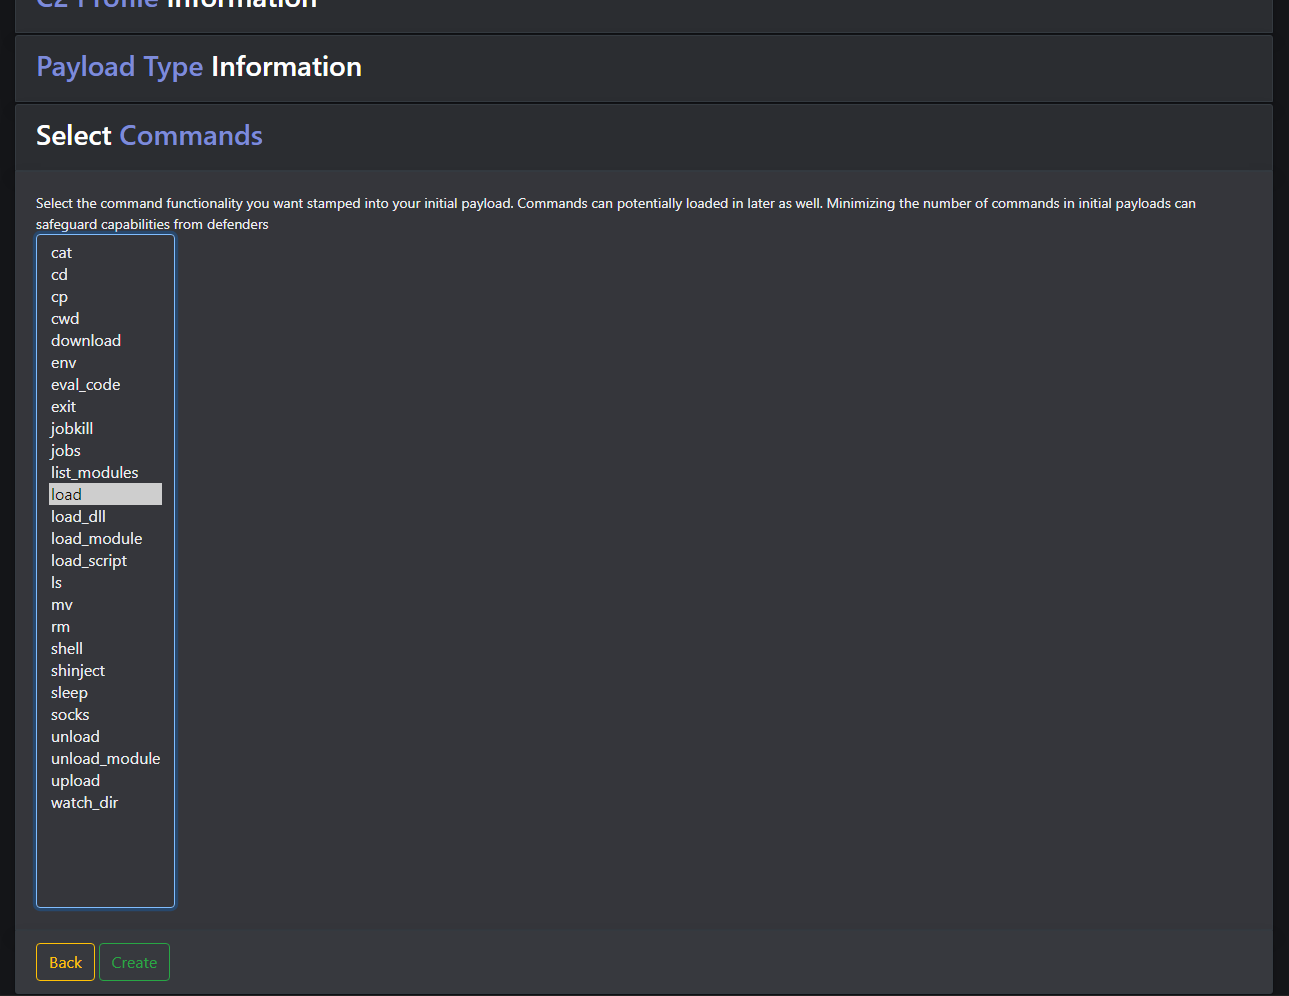 C2 Profile Information
Payload Type Information
Select Commands
Select the command functionality you want stamped into your initial payload. Commands can potentially loaded in later as well. Minimizing the number of commands in initial payloads can
safeguard capabilities from defenders
cat
cd
cp
cwd
download
env
eval_code
exit
jobkill
jobs
list_modules
load
load_dll
load_module
load_script
ls
mv
rm
shell
shinject
sleep
socks
unload
unload_module
upload
watch_dir
Back Create